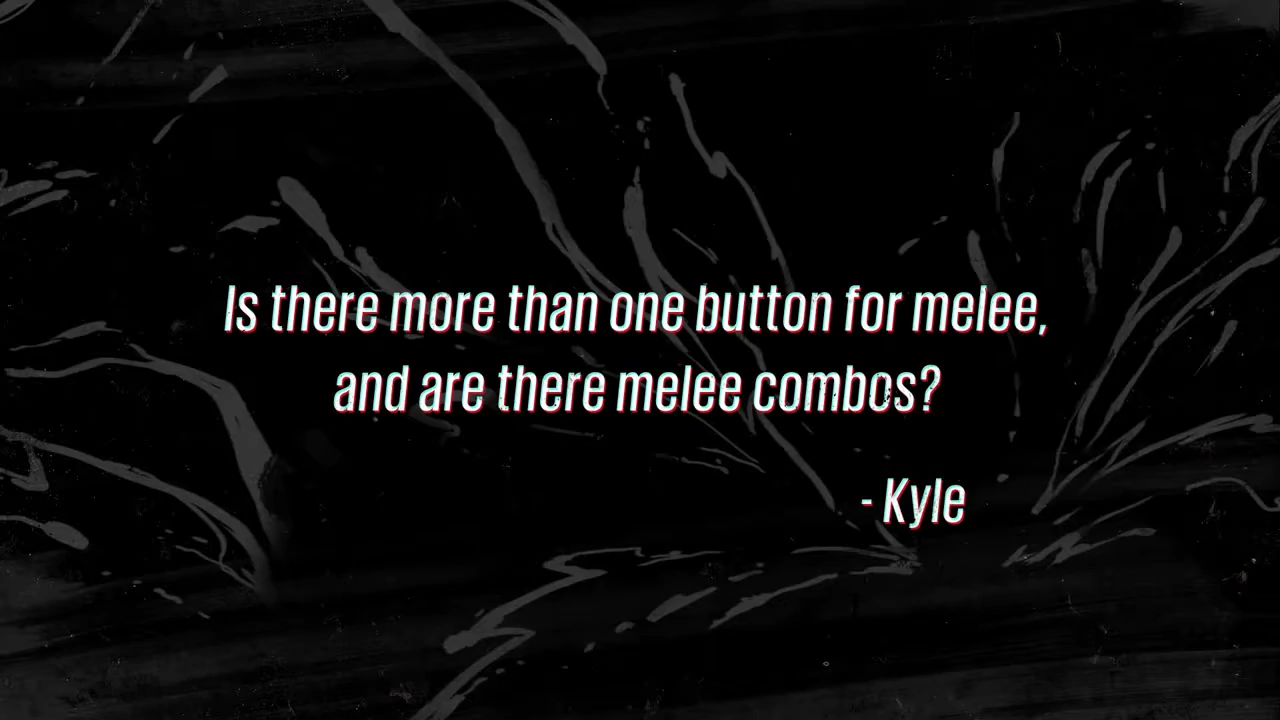 Is there more than one button for melee,
and are there melee combos?
- Kyle